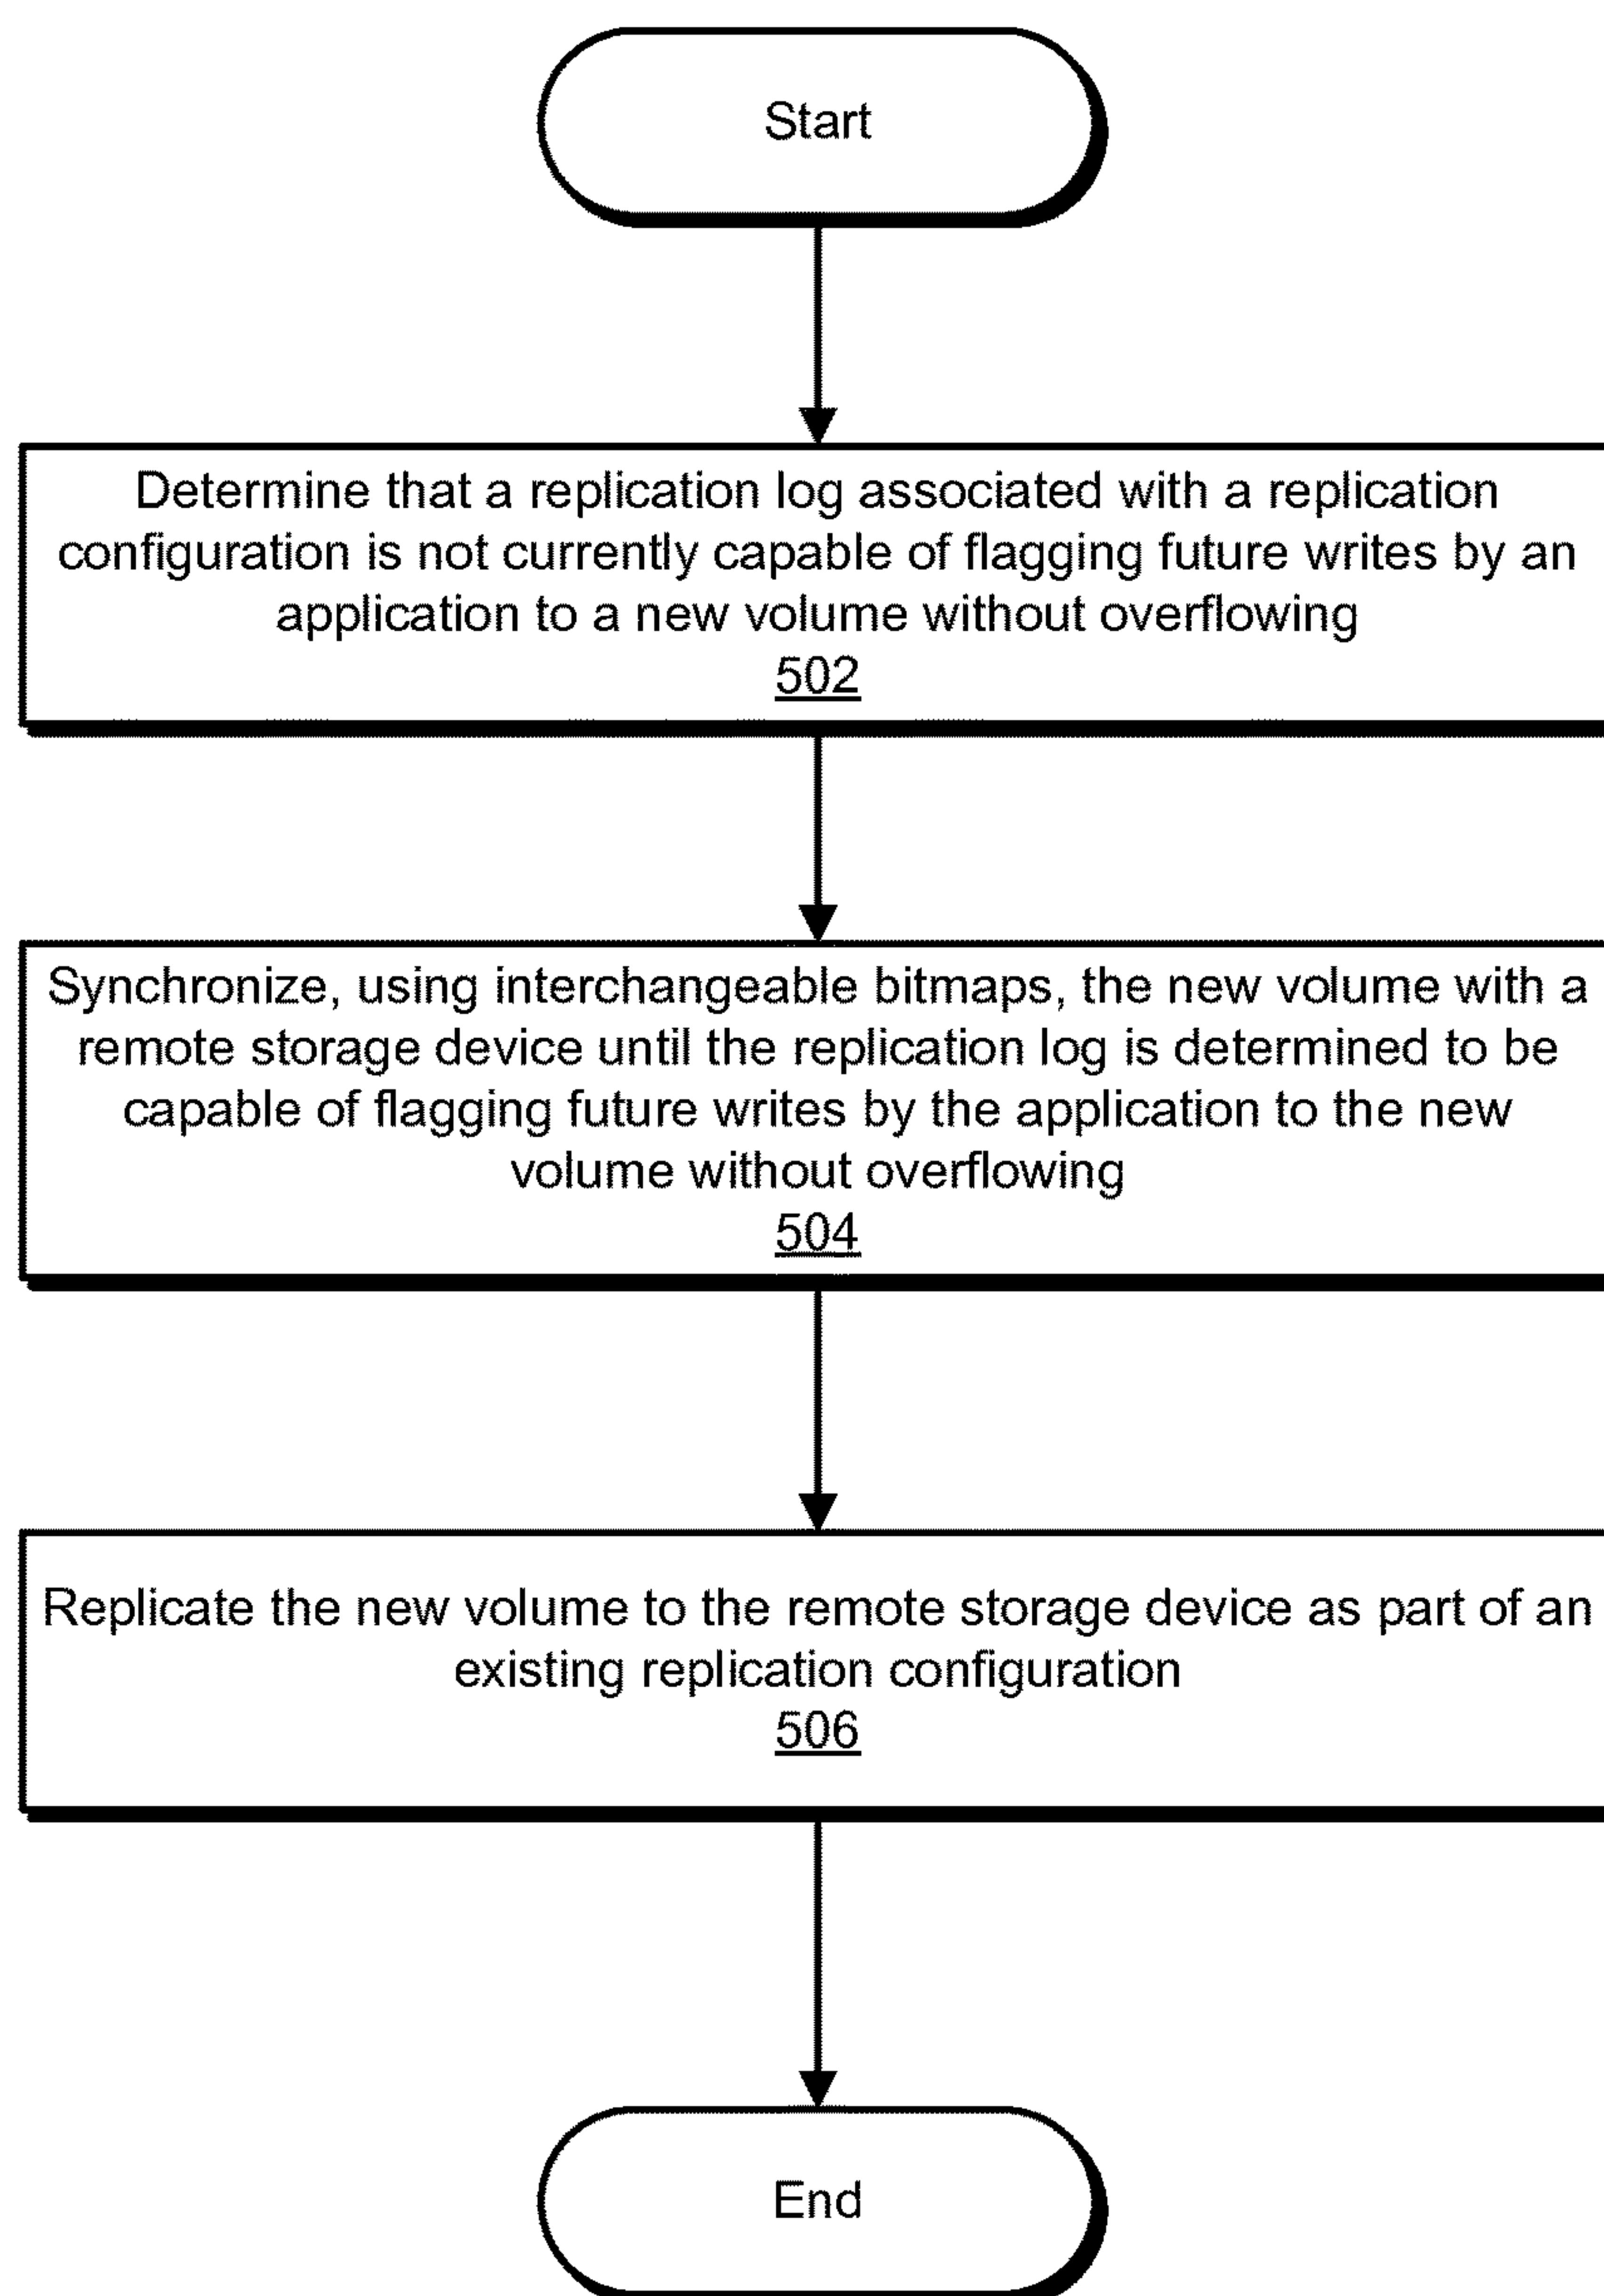 Start
Determine that a replication log associated with a replication
configuration is not currently capable of flagging future writes by an
application to a new volume without overflowing
502
Synchronize, using interchangeable bitmaps, the new volume with a
remote storage device until the replication log is determined to be
capable of flagging future writes by the application to the new
volume without overflowing
504
Replicate the new volume to the remote storage device as part of an
existing replication configuration
506
End